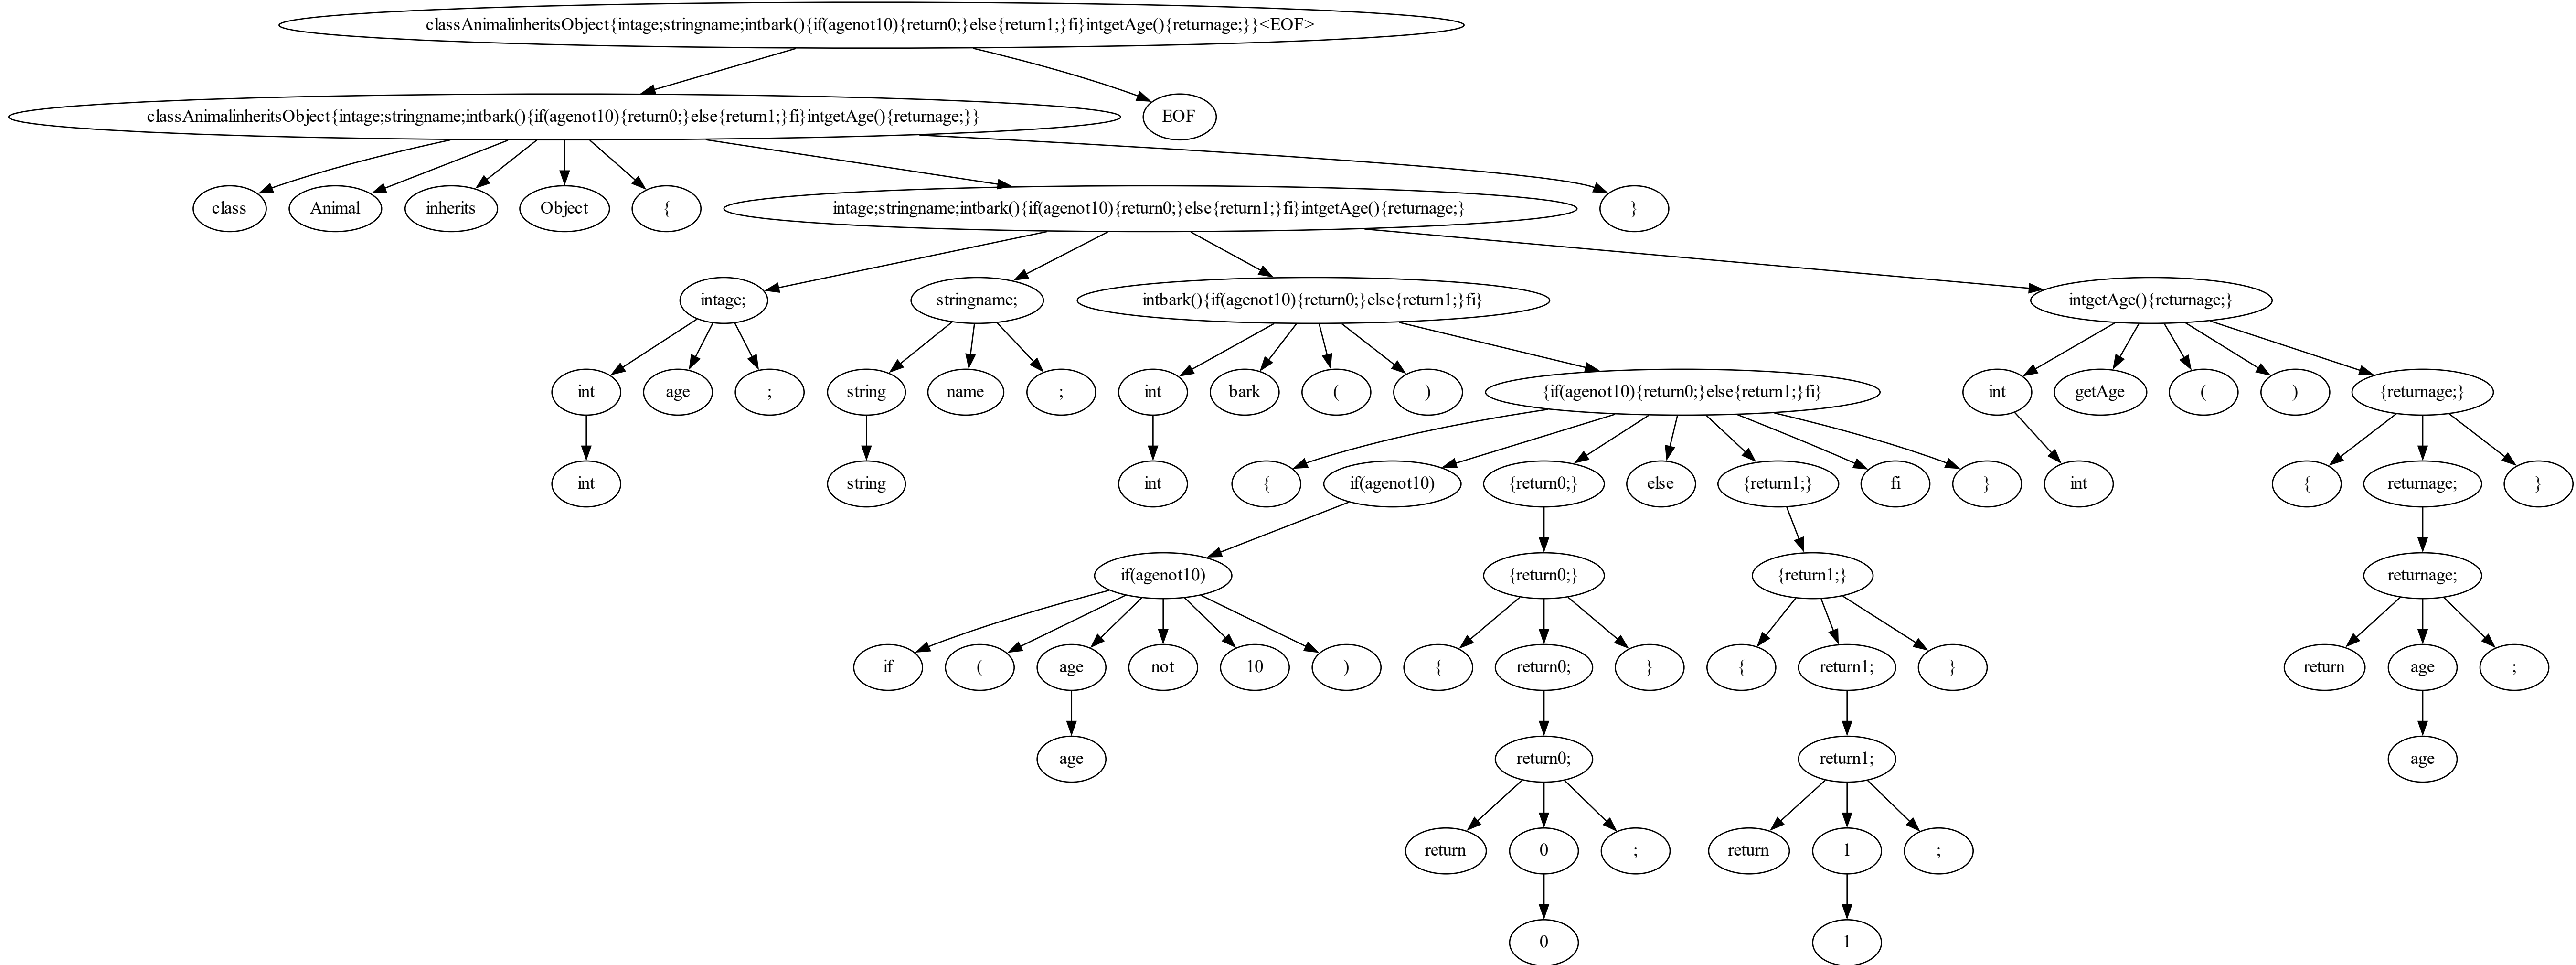 classAnimalinheritsObject{intage;stringname;intbark(){if(agenot10){return0;}else{return1;}fi}intgetAge(){returnage;}}<EOF>
classAnimalinheritsObject{intage;stringname;intbark(){if(agenot10){return0;}else{return1;}fi}intgetAge(){returnage;}}
EOF
class
Animal
inherits
Object
{
intage;stringname;intbark(){if(agenot10){return0;}else{return1;}fi}intgetAge(){returnage;}
}
intage;
stringname;
intbark(){if(agenot10){return0;}else{return1;}fi}
intgetAge(){returnage;}
int
age
;
string
name
;
int
bark
(
)
{if(agenot10){return0;}else{return1;}fi}
int
getAge
(
)
{returnage;}
int
string
int
{
if(agenot10)
{return0;}
else
{return1;}
fi
}
int
{
returnage;
}
if(agenot10)
{return0;}
{return1;}
returnage;
if
(
age
not
10
)
{
return0;
}
{
return1;
}
return
age
;
age
return0;
return1;
age
return
0
;
return
1
;
0
1